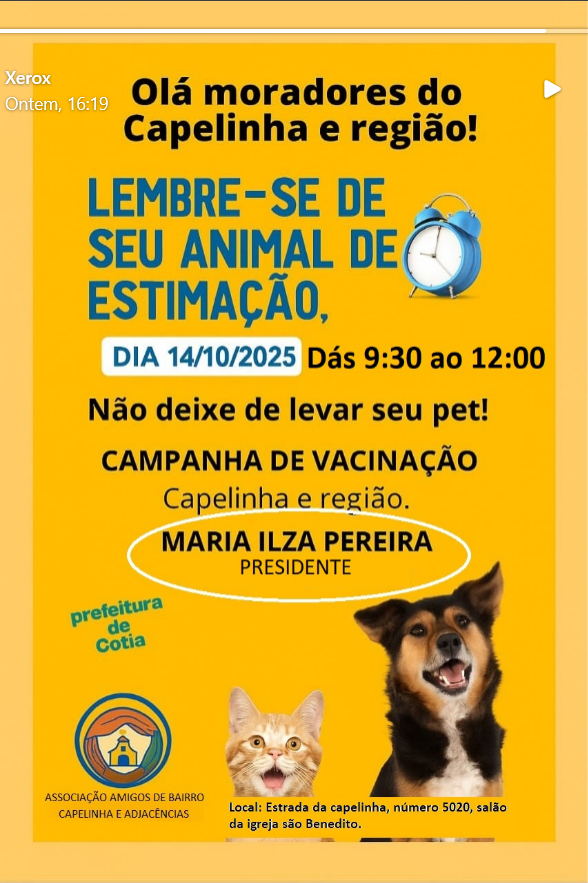 Xerox
Ontem, 16:19
Olá moradores do
Capelinha e região!
LEMBRE-SE DE
SEU ANIMAL DE
ESTIMAÇÃO,
DIA 14/10/2025 Dás 9:30 ao 12:00
Não deixe de levar seu pet!
CAMPANHA DE VACINAÇÃO
Capelinha e região.
MARIA ILZA PEREIRA
PRESIDENTE
prefeitura
de
Cotia
ASSOCIAÇÃO AMIGOS DE BAIRRO
CAPELINHA E ADJACÊNCIAS
Local: Estrada da capelinha, número 5020, salão
da igreja são Benedito.